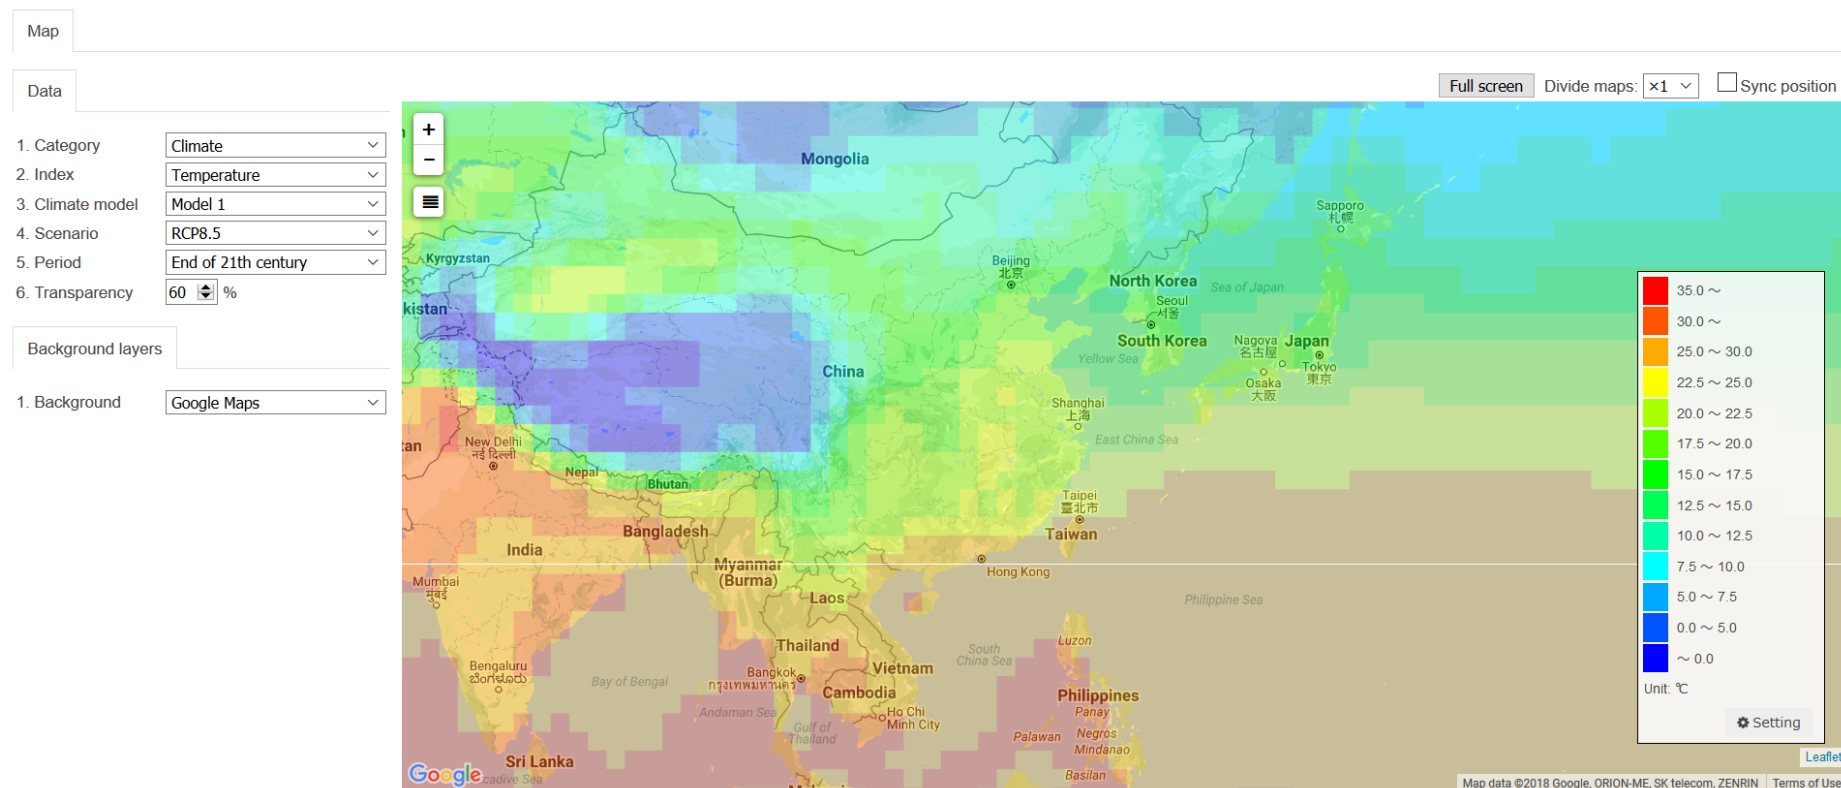 Map
Data
Full screen
Divide maps: ×1
Sync position
1. Category Climate
2. Index Temperature
3. Climate model Model 1
4. Scenario RCP8.5
5. Period End of 21th century
6. Transparency 60 %
Background layers
1. Background Google Maps
+
−
Mongolia
Sapporo
札幌
Kyrgyzstan
Beijing
北京
North Korea
Sea of Japan
kistan
Seoul
서울
South Korea
Nagoya
名古屋
Japan
Yellow Sea
Tokyo
東京
China
Osaka
大阪
Shanghai
上海
East China Sea
tan
New Delhi
नई दिल्ली
Nepal
Bhutan
Taipei
臺北市
Bangladesh
Taiwan
India
Myanmar
(Burma)
Hong Kong
Mumbai
मुंबई
Laos
Philippine Sea
Luzon
Thailand
South
China Sea
Vietnam
Bengaluru
ಬೆಂಗಳೂರು
Bangkok
กรุงเทพมหานคร
Bay of Bengal
Cambodia
Philippines
Andaman Sea
Ho Chi
Minh City
Panay
Gulf of
Thailand
Palawan
Negros
Mindanao
Sri Lanka
Basilan
Google
cadive Sea
35.0 ～
30.0 ～
25.0 ～ 30.0
22.5 ～ 25.0
20.0 ～ 22.5
17.5 ～ 20.0
15.0 ～ 17.5
12.5 ～ 15.0
10.0 ～ 12.5
7.5 ～ 10.0
5.0 ～ 7.5
0.0 ～ 5.0
～ 0.0
Unit: ℃
Setting
Leaflet
Map data ©2018 Google, ORION-ME, SK telecom, ZENRIN
Terms of Use